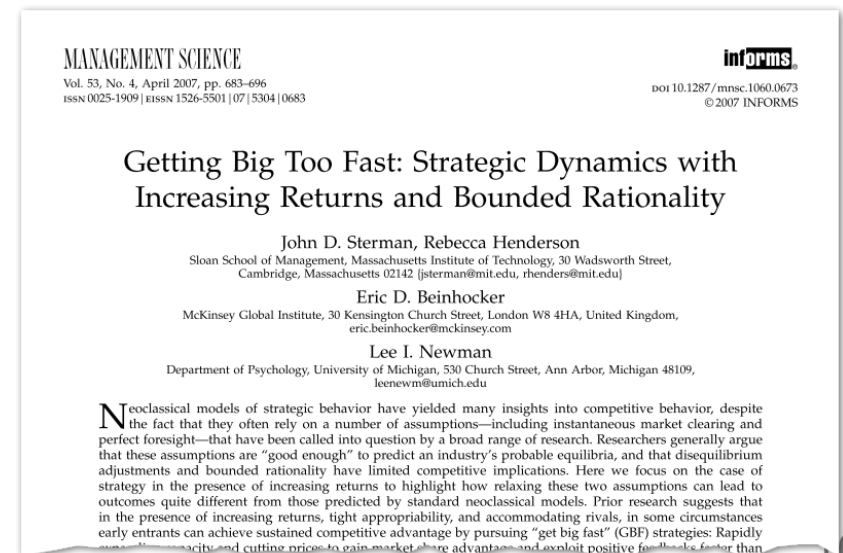 MANAGEMENT SCIENCE
Vol. 53, No. 4, April 2007, pp. 683–696
ISSN 0025-1909 | EISSN 1526-5501 | 07 | 5304 | 0683
informs®
DOI 10.1287/mnsc.1060.0673
©2007 INFORMS
Getting Big Too Fast: Strategic Dynamics with
Increasing Returns and Bounded Rationality
John D. Sterman, Rebecca Henderson
Sloan School of Management, Massachusetts Institute of Technology, 30 Wadsworth Street,
Cambridge, Massachusetts 02142 {jsterman@mit.edu, rhenders@mit.edu}
Eric D. Beinhocker
McKinsey Global Institute, 30 Kensington Church Street, London W8 4HA, United Kingdom,
eric.beinhocker@mckinsey.com
Lee I. Newman
Department of Psychology, University of Michigan, 530 Church Street, Ann Arbor, Michigan 48109,
leenewm@umich.edu
Neoclassical models of strategic behavior have yielded many insights into competitive behavior, despite
the fact that they often rely on a number of assumptions—including instantaneous market clearing and
perfect foresight—that have been called into question by a broad range of research. Researchers generally argue
that these assumptions are “good enough” to predict an industry’s probable equilibria, and that disequilibrium
adjustments and bounded rationality have limited competitive implications. Here we focus on the case of
strategy in the presence of increasing returns to highlight how relaxing these two assumptions can lead to
outcomes quite different from those predicted by standard neoclassical models. Prior research suggests that
in the presence of increasing returns, tight appropriability, and accommodating rivals, in some circumstances
early entrants can achieve sustained competitive advantage by pursuing “get big fast” (GBF) strategies: Rapidly
and cutting prices to gain market share advantage and exploit positive than